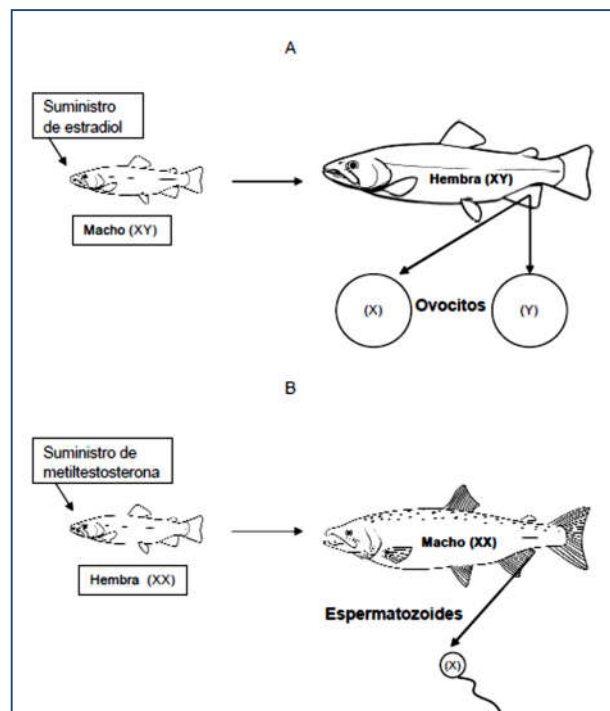 A
Suministro
de estradiol
Macho (XY)
Hembra (XY)
(X)
Ovocitos
(Y)
B
Suministro de
metiltestosterona
Hembra (XX)
Macho (XX)
Espermatozoides
(X)